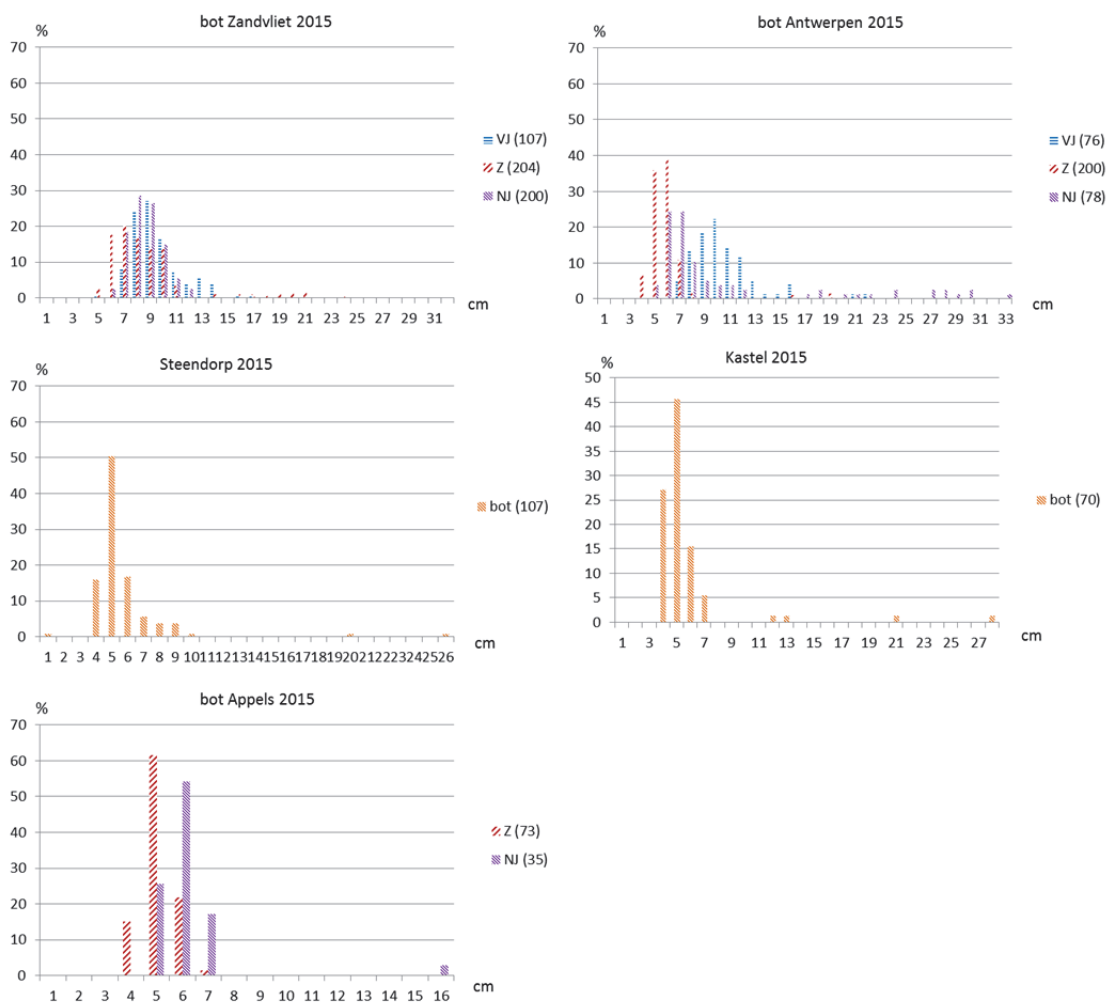 bot Zandvliet 2015
%
70
60
50
40
30
20
10
0
1 3 5 7 9 11 13 15 17 19 21 23 25 27 29 31
cm
VJ (107)
Z (204)
NJ (200)
bot Antwerpen 2015
%
70
60
50
40
30
20
10
0
1 3 5 7 9 11 13 15 17 19 21 23 25 27 29 31 33
cm
VJ (76)
Z (200)
NJ (78)
Steendorp 2015
%
70
60
50
40
30
20
10
0
1 2 3 4 5 6 7 8 9 10 11 12 13 14 15 16 17 18 19 20 21 22 23 24 25 26
cm
bot (107)
Kastel 2015
%
50
45
40
35
30
25
20
15
10
5
0
1 3 5 7 9 11 13 15 17 19 21 23 25 27
cm
bot (70)
bot Appels 2015
%
70
60
50
40
30
20
10
0
1 2 3 4 5 6 7 8 9 10 11 12 13 14 15 16
cm
Z (73)
NJ (35)